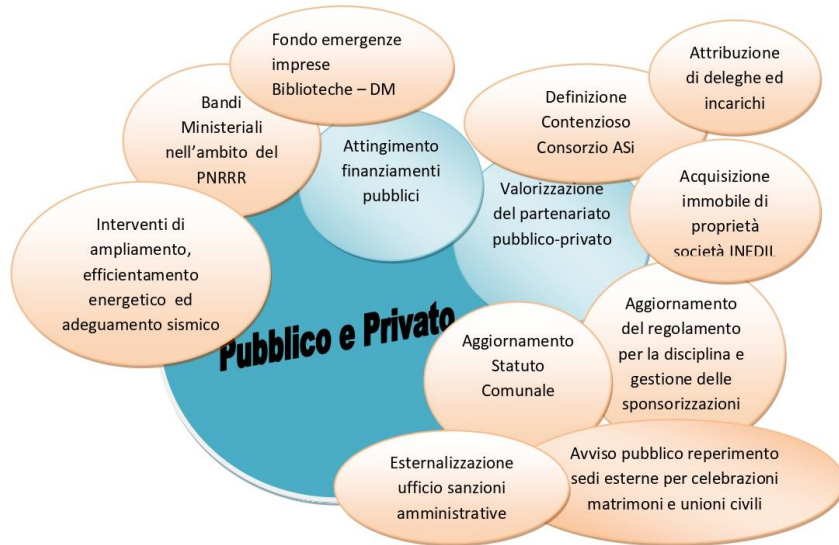 Fondo emergenze
imprese
Biblioteche – DM
Attribuzione
di deleghe ed
incarichi
Bandi
Ministeriali
nell'ambito del
PNRRR
Definizione
Contenzioso
Consorzio ASi
Attingimento
finanziamenti
pubblici
Valorizzazione
del partenariato
pubblico-privato
Acquisizione
immobile di
proprietà
società INEDIL
Interventi di
ampliamento,
efficientamento
energetico ed
adeguamento sismico
Pubblico e Privato
Aggiornamento
Statuto
Comunale
Aggiornamento
del regolamento
per la disciplina e
gestione delle
sponsorizzazioni
Esternalizzazione
ufficio sanzioni
amministrative
Avviso pubblico reperimento
sedi esterne per celebrazioni
matrimoni e unioni civili